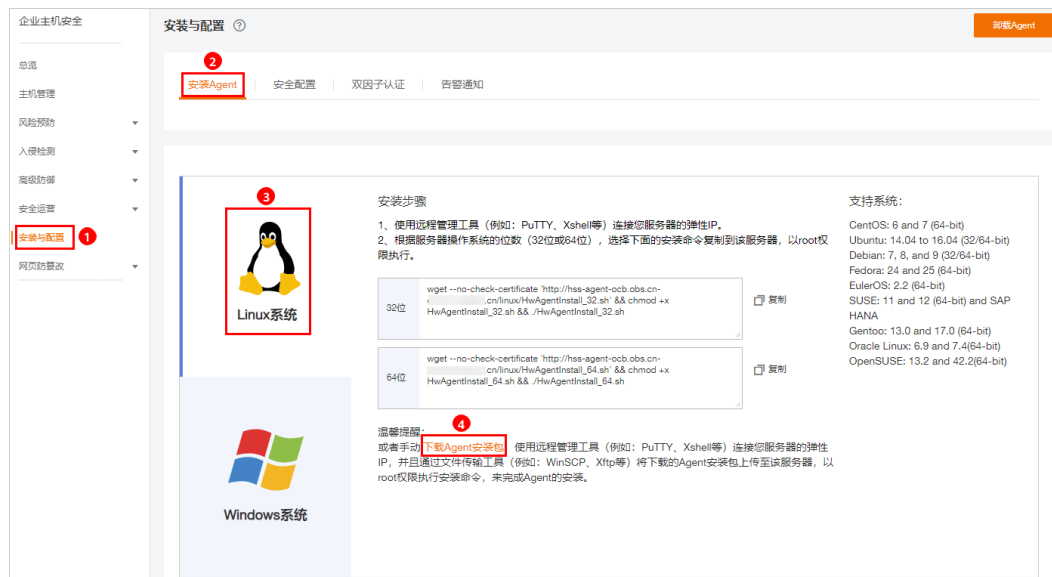 企业主机安全
总览
主机管理
风险预防
入侵检测
高级防御
安全运营
安装与配置
1
网页防篡改
安装与配置 ?
卸载Agent
2
安装Agent
安全配置
双因子认证
告警通知
3
Linux系统
Windows系统
安装步骤
1、使用远程管理工具（例如：PuTTY、Xshell等）连接您服务器的弹性IP。
2、根据服务器操作系统的位数（32位或64位），选择下面的安装命令复制到该服务器，以root权
限执行。
32位
wget --no-check-certificate 'http://hss-agent-ocb.obs.cn-
.cn/linux/HwAgentInstall_32.sh' && chmod +x
HwAgentInstall_32.sh && ./HwAgentInstall_32.sh
复制
64位
wget --no-check-certificate 'http://hss-agent-ocb.obs.cn-
.cn/linux/HwAgentInstall_64.sh' && chmod +x
HwAgentInstall_64.sh && ./HwAgentInstall_64.sh
复制
温馨提醒：
4
或者手动下载Agent安装包，使用远程管理工具（例如：PuTTY、Xshell等）连接您服务器的弹性
IP，并且通过文件传输工具（例如：WinSCP、Xftp等）将下载的Agent安装包上传至该服务器，以
root权限执行安装命令，来完成Agent的安装。
支持系统：
CentOS: 6 and 7 (64-bit)
Ubuntu: 14.04 to 16.04 (32/64-bit)
Debian: 7, 8, and 9 (32/64-bit)
Fedora: 24 and 25 (64-bit)
EulerOS: 2.2 (64-bit)
SUSE: 11 and 12 (64-bit) and SAP
HANA
Gentoo: 13.0 and 17.0 (64-bit)
Oracle Linux: 6.9 and 7.4(64-bit)
OpenSUSE: 13.2 and 42.2(64-bit)